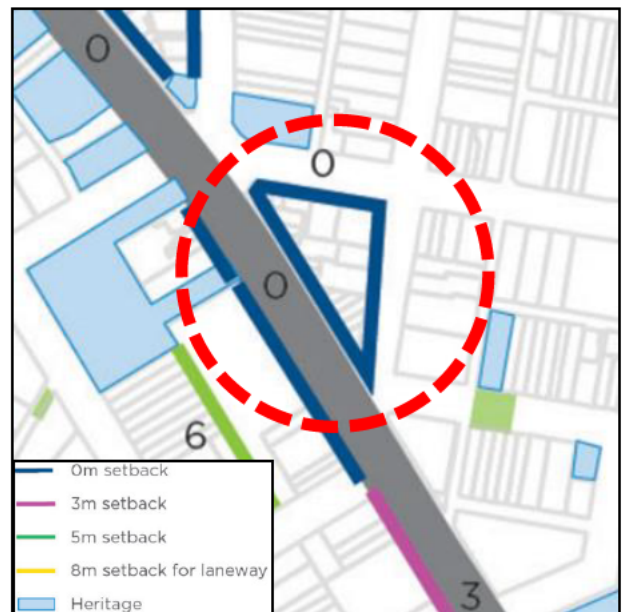 0
0
0
6
3
0m setback
3m setback
5m setback
8m setback for laneway
Heritage